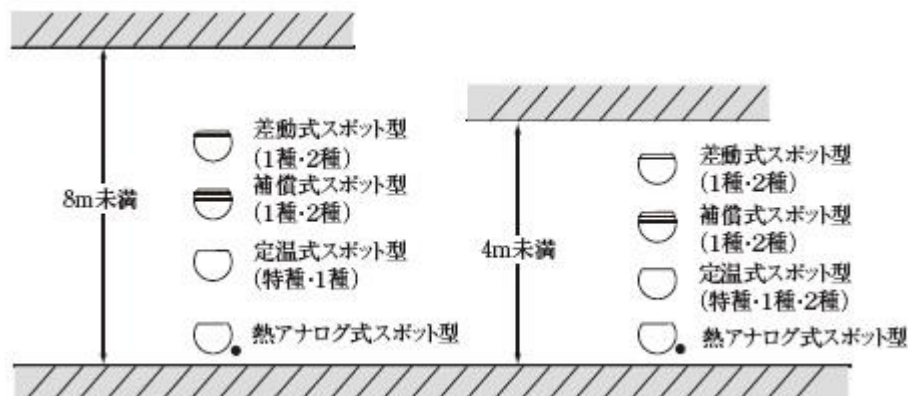 8m未満
差動式スポット型
(1種・2種)
補償式スポット型
(1種・2種)
定温式スポット型
(特種・1種)
熱アナログ式スポット型
4m未満
差動式スポット型
(1種・2種)
補償式スポット型
(1種・2種)
定温式スポット型
(特種・1種・2種)
熱アナログ式スポット型